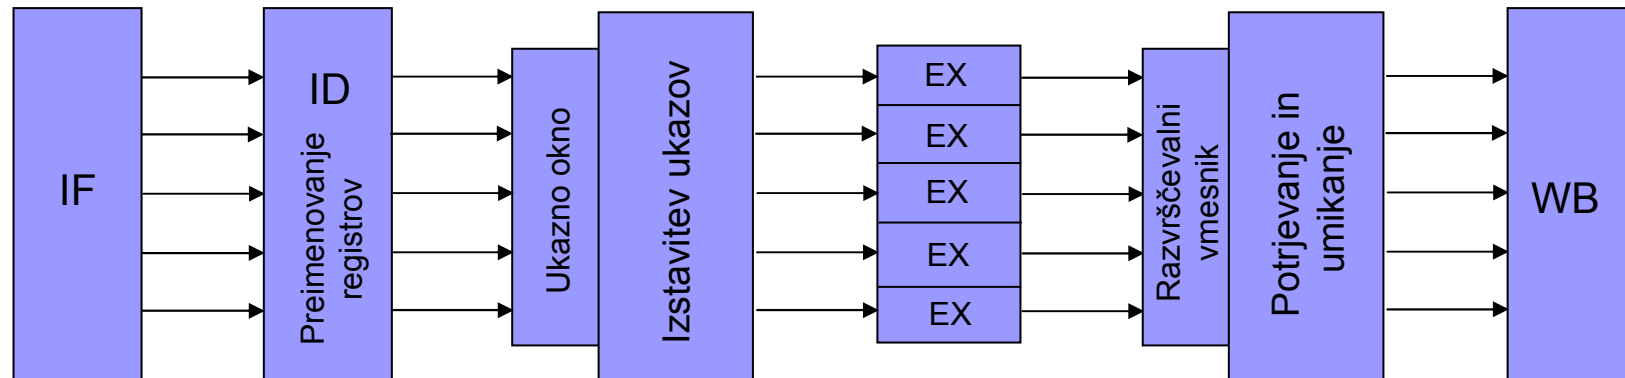 IF
ID
Preimenovanje
registrov
Ukazno okno
Izstavitev ukazov
EX
EX
EX
EX
EX
Razvrščevalni
vmesnik
Potrjevanje in
umikanje
WB